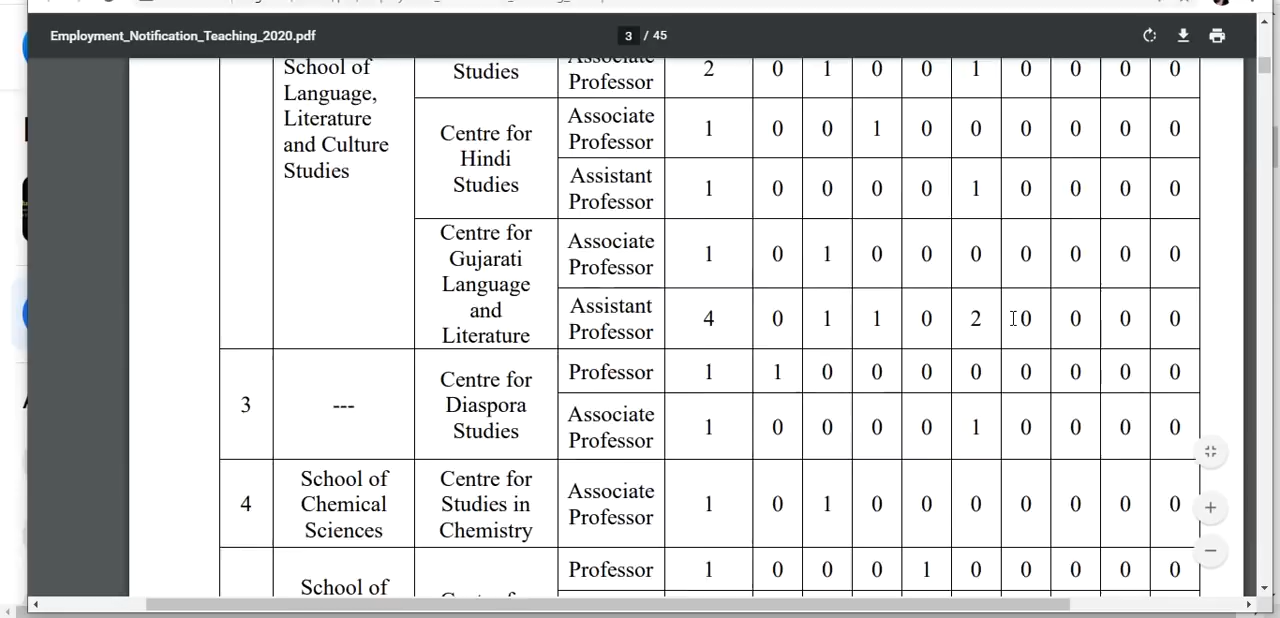 Employment_Notification_Teaching_2020.pdf
3 / 45
School of
Language,
Literature
and Culture
Studies
Studies
Associate
Professor
2 0 1 0 0 1 0 0 0 0
Centre for
Hindi
Studies
Associate
Professor
1 0 0 1 0 0 0 0 0 0
Assistant
Professor
1 0 0 0 0 1 0 0 0 0
Centre for
Gujarati
Language
and
Literature
Associate
Professor
1 0 1 0 0 0 0 0 0 0
Assistant
Professor
4 0 1 1 0 2 0 0 0 0
3
---
Centre for
Diaspora
Studies
Professor
1 1 0 0 0 0 0 0 0 0
Associate
Professor
1 0 0 0 0 1 0 0 0 0
4
School of
Chemical
Sciences
Centre for
Studies in
Chemistry
Associate
Professor
1 0 1 0 0 0 0 0 0 0
School of
Centre for
Professor
1 0 0 0 1 0 0 0 0 0